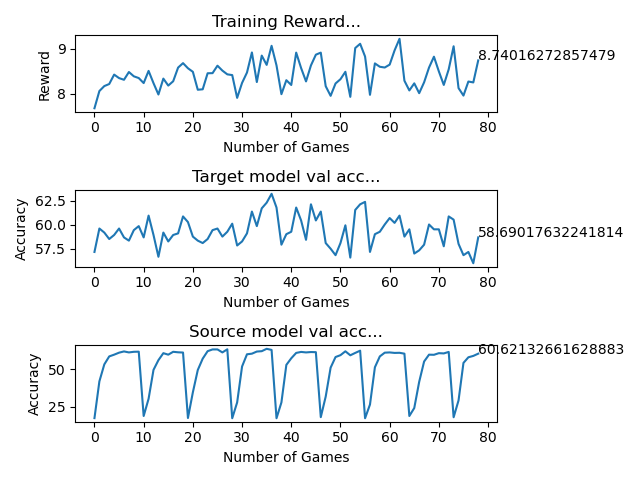 Training Reward...
9
8
Reward
8.74016272857479
0 10 20 30 40 50 60 70 80
Number of Games
Target model val acc...
62.5
60.0
57.5
Accuracy
58.69017632241814
0 10 20 30 40 50 60 70 80
Number of Games
Source model val acc...
50
25
Accuracy
60.62132661628883
0 10 20 30 40 50 60 70 80
Number of Games